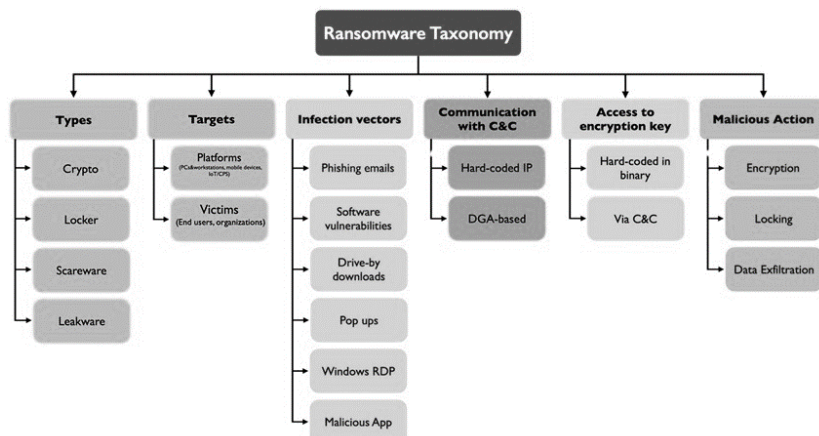 Ransomware Taxonomy
Types
Crypto
Locker
Scareware
Leakware
Targets
Platforms
(PCs&workstations, mobile devices,
IoT/CPS)
Victims
(End users, organizations)
Infection vectors
Phishing emails
Software
vulnerabilities
Drive-by
downloads
Pop ups
Windows RDP
Malicious App
Communication
with C&C
Hard-coded IP
DGA-based
Access to
encryption key
Hard-coded in
binary
Via C&C
Malicious Action
Encryption
Locking
Data Exfiltration